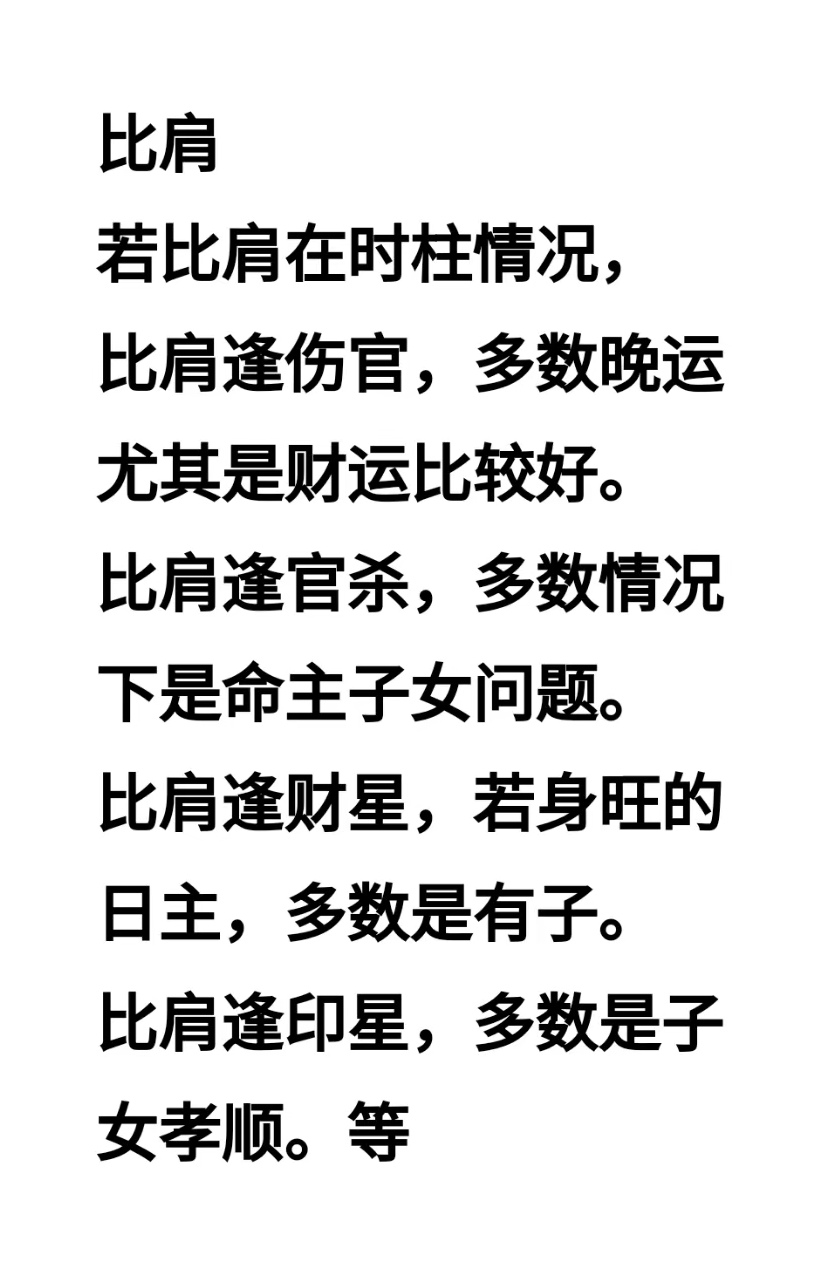 比肩
若比肩在时柱情况，
比肩逢伤官，多数晚运
尤其是财运比较好。
比肩逢官杀，多数情况
下是命主子女问题。
比肩逢财星，若身旺的
日主，多数是有子。
比肩逢印星，多数是子
女孝顺。等